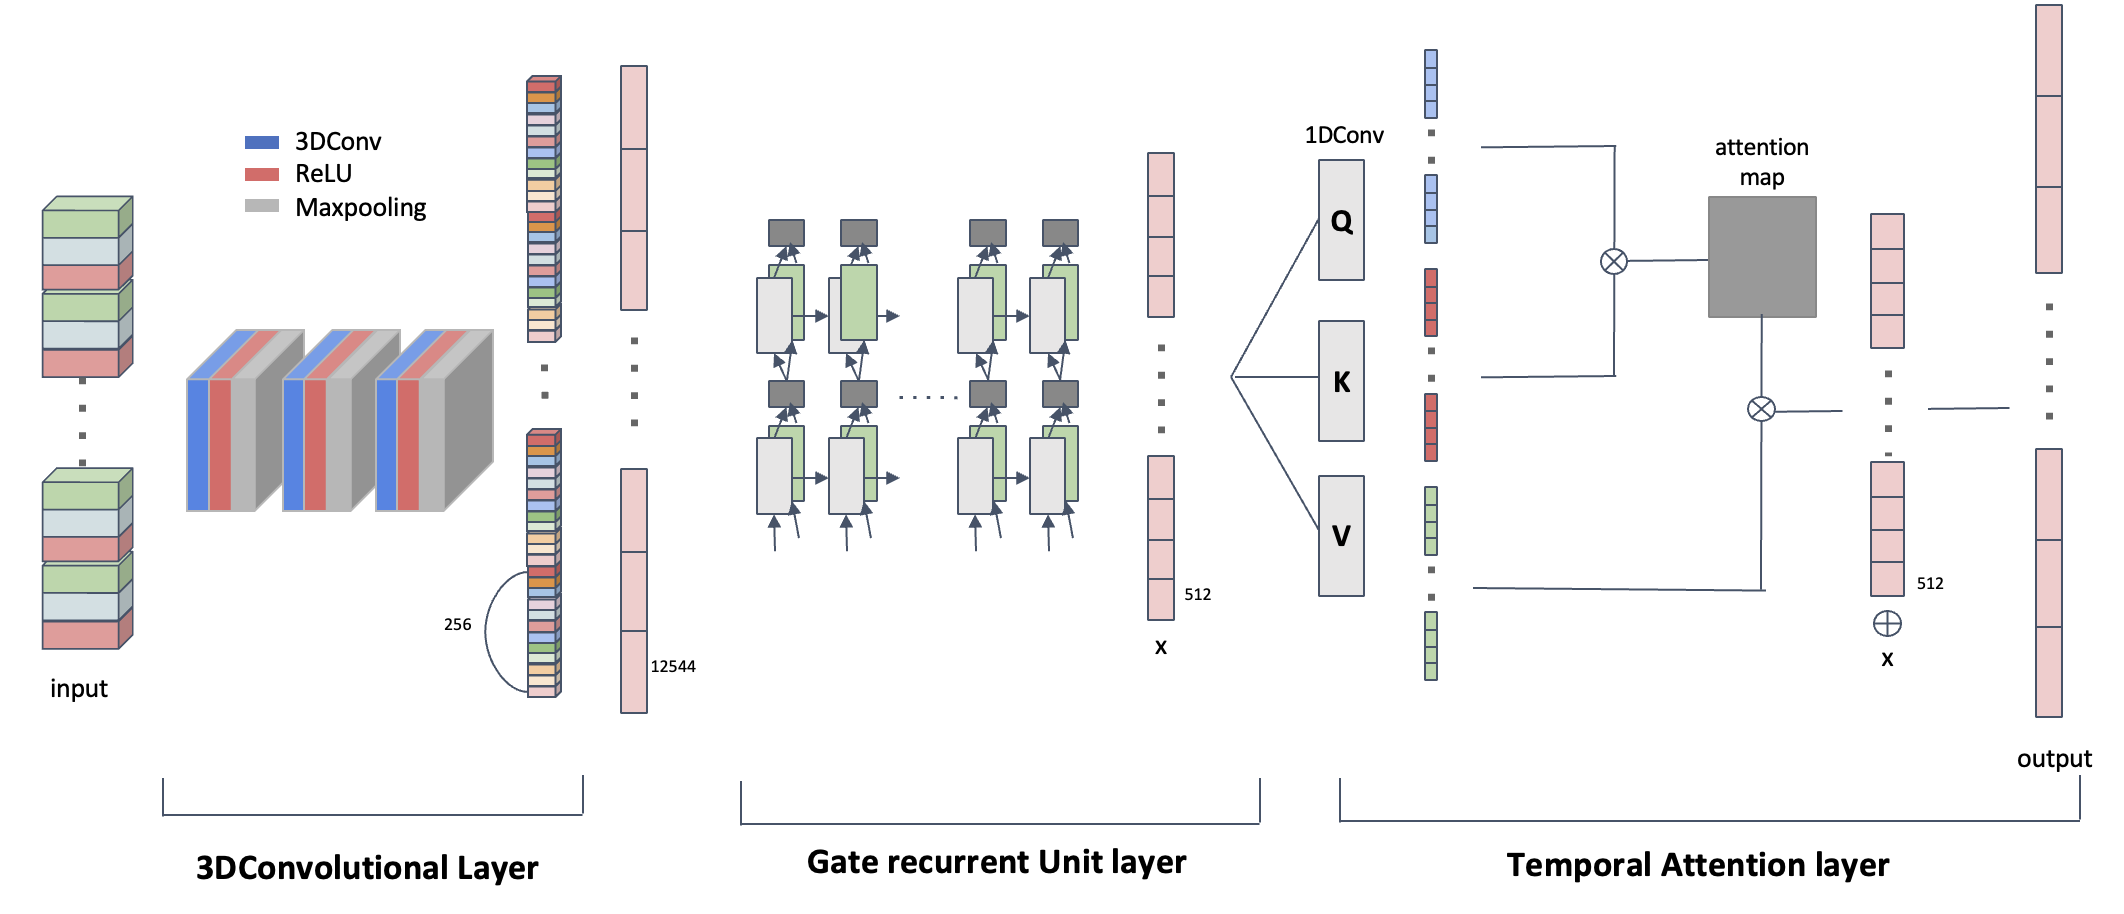 3DConv
ReLU
Maxpooling
input
256
12544
512
x
1DConv
Q
K
V
attention
map
512
x
output
3DConvolutional Layer
Gate recurrent Unit layer
Temporal Attention layer